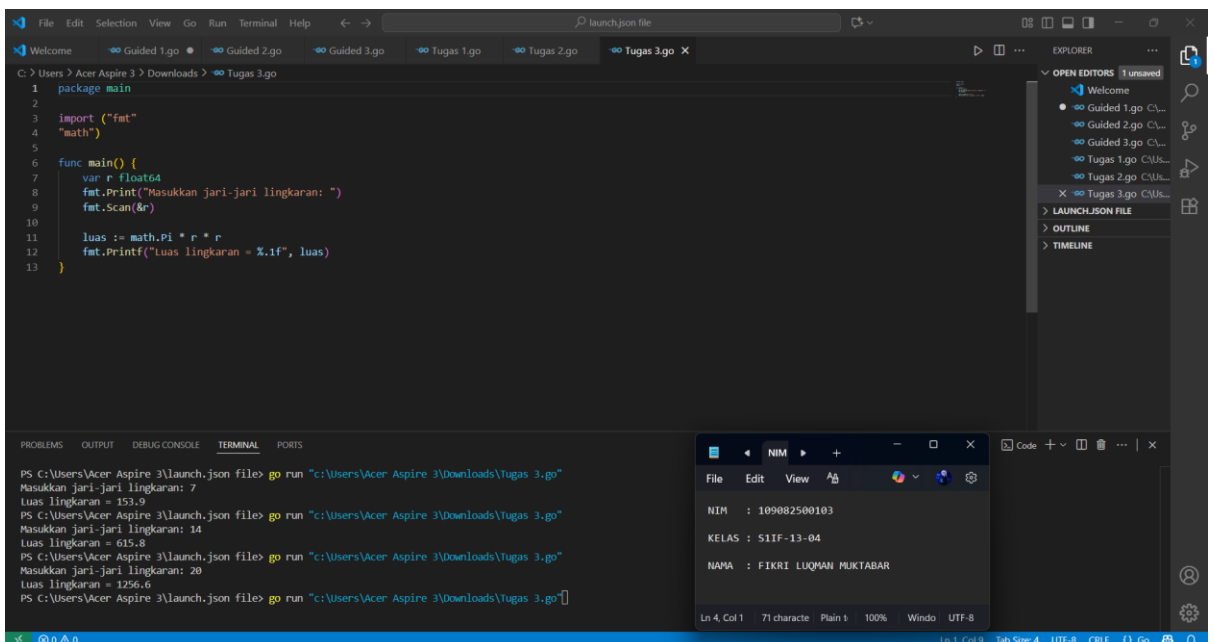 File Edit Selection View Go Run Terminal Help
launch.json file
Welcome Guided 1.go Guided 2.go Guided 3.go Tugas 1.go Tugas 2.go Tugas 3.go
C: > Users > Acer Aspire 3 > Downloads > Tugas 3.go
1 package main
2
3 import ("fmt"
4 "math")
5
6 func main() {
7 var r float64
8 fmt.Print("Masukkan jari-jari lingkaran: ")
9 fmt.Scan(&r)
10
11 luas := math.Pi * r * r
12 fmt.Printf("Luas lingkaran = %.1f", luas)
13 }
EXPLORER
OPEN EDITORS 1 unsaved
Welcome
Guided 1.go C:\...
Guided 2.go C:\...
Guided 3.go C:\...
Tugas 1.go C:\Us...
Tugas 2.go C:\Us...
Tugas 3.go C:\Us...
LAUNCH.JSON FILE
OUTLINE
TIMELINE
1
PROBLEMS OUTPUT DEBUG CONSOLE TERMINAL PORTS
Code
PS C:\Users\Acer Aspire 3\launch.json file> go run "c:\Users\Acer Aspire 3\Downloads\Tugas 3.go"
Masukkan jari-jari lingkaran: 7
Luas lingkaran = 153.9
PS C:\Users\Acer Aspire 3\launch.json file> go run "c:\Users\Acer Aspire 3\Downloads\Tugas 3.go"
Masukkan jari-jari lingkaran: 14
Luas lingkaran = 615.8
PS C:\Users\Acer Aspire 3\launch.json file> go run "c:\Users\Acer Aspire 3\Downloads\Tugas 3.go"
Masukkan jari-jari lingkaran: 20
Luas lingkaran = 1256.6
PS C:\Users\Acer Aspire 3\launch.json file> go run "c:\Users\Acer Aspire 3\Downloads\Tugas 3.go"
NIM
File Edit View
NIM : 109082500103
KELAS : S1IF-13-04
NAMA : FIKRI LUQMAN MUKTABAR
Ln 4, Col 1 71 characte Plain t 100% Windo UTF-8
0 0
Ln 1, Col 9 Tab Size: 4 UTF-8 CRLF {} Go